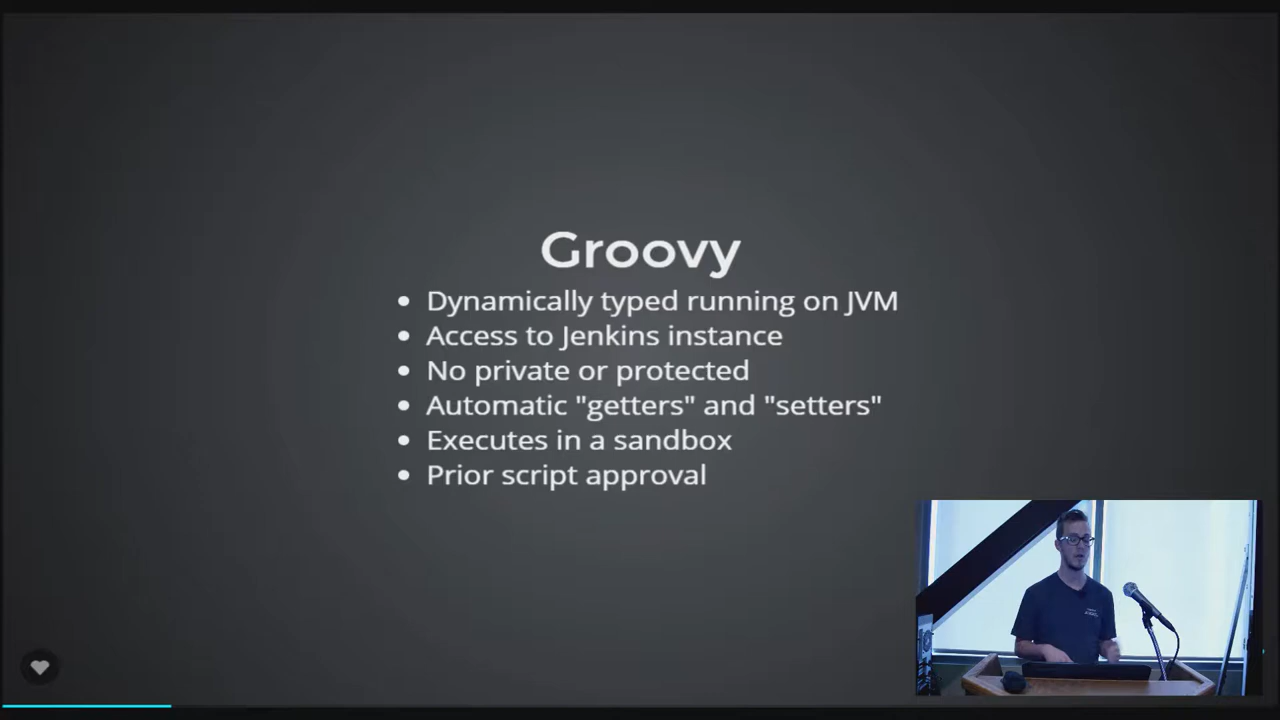 Groovy
Dynamically typed running on JVM
Access to Jenkins instance
No private or protected
Automatic "getters" and "setters"
Executes in a sandbox
Prior script approval